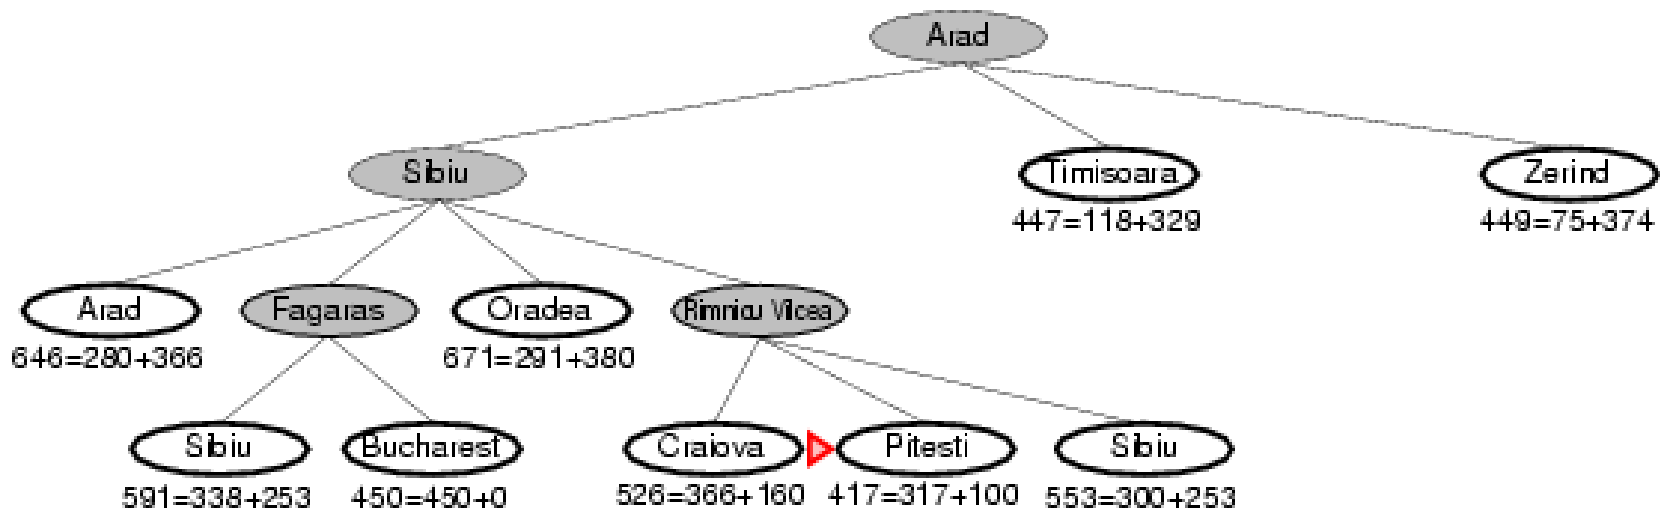 Arad
Sibiu
Timisoara
Zerind
447=118+329
449=75+374
Arad
Fagaras
Oradea
Rimnicu Vilcea
646=280+366
671=291+380
Sibiu
Bucharest
Craiova
Pitesti
Sibiu
591=338+253
450=450+0
526=366+160
417=317+100
553=300+253